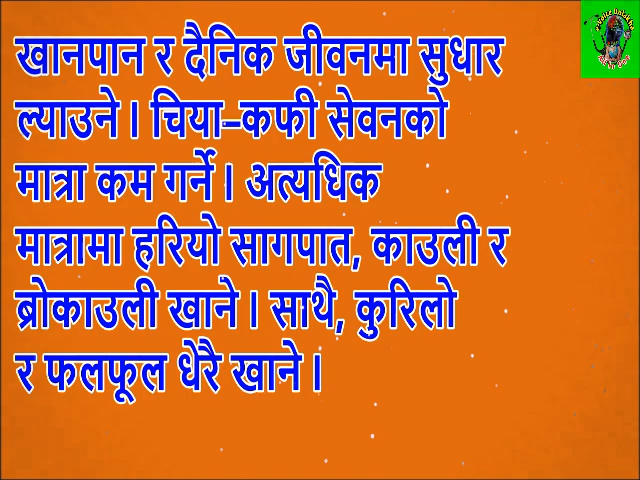 खानपान र दैनिक जीवनमा सुधार
ल्याउने । चिया–कफी सेवनको
मात्रा कम गर्ने । अत्यधिक
मात्रामा हरियो सागपात, काउली र
ब्रोकाउली खाने । साथै, कुरिलो
र फलफूल धेरै खाने ।